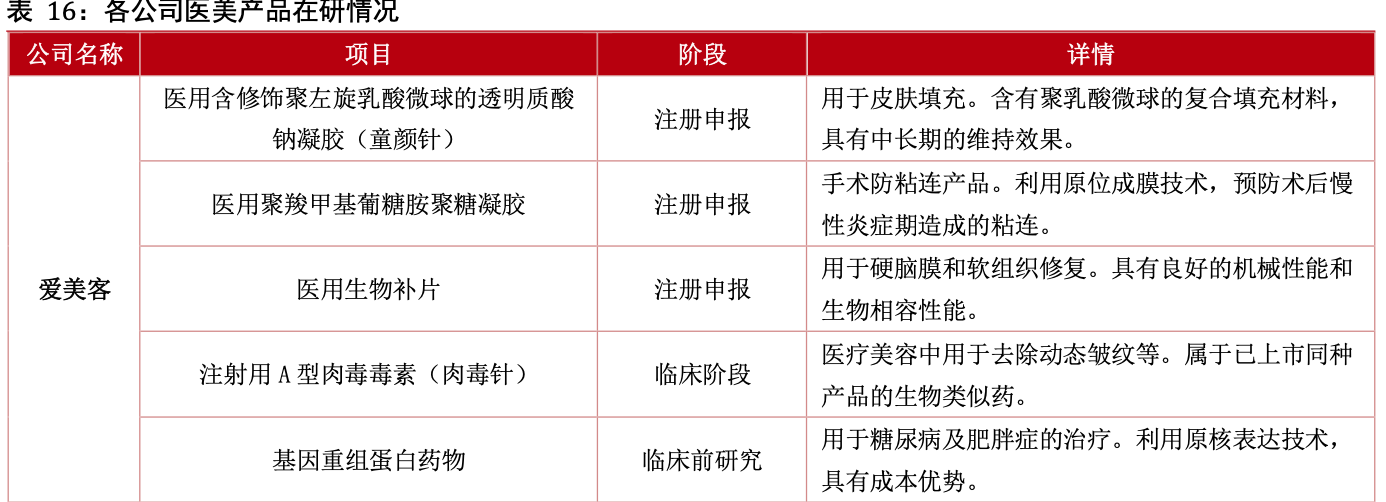 表 16：各公司医美产品在研情况
公司名称 项目 阶段 详情
爱美客
医用含修饰聚左旋乳酸微球的透明质酸
钠凝胶（童颜针）
注册申报
用于皮肤填充。含有聚乳酸微球的复合填充材料，
具有中长期的维持效果。
医用聚羧甲基葡糖胺聚糖凝胶
注册申报
手术防粘连产品。利用原位成膜技术，预防术后慢
性炎症期造成的粘连。
医用生物补片
注册申报
用于硬脑膜和软组织修复。具有良好的机械性能和
生物相容性能。
注射用 A 型肉毒毒素（肉毒针）
临床阶段
医疗美容中用于去除动态皱纹等。属于已上市同种
产品的生物类似药。
基因重组蛋白药物
临床前研究
用于糖尿病及肥胖症的治疗。利用原核表达技术，
具有成本优势。